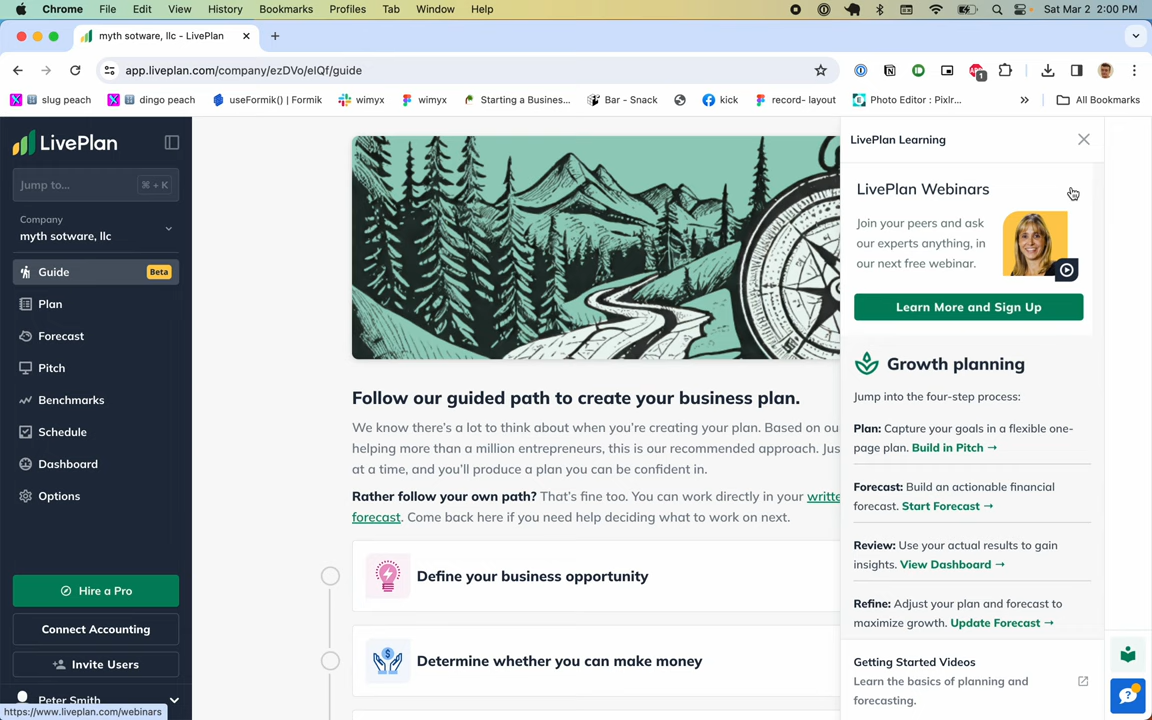 Chrome File Edit View History Bookmarks Profiles Tab Window Help Sat Mar 2 2:00 PM
myth sotware, llc - LivePlan
app.liveplan.com/company/ezDVo/elQf/guide
1
slug peach dingo peach useFormik() | Formik wimyx wimyx Starting a Busines... Bar - Snack kick record- layout Photo Editor : Pixlr... » All Bookmarks
LivePlan
Jump to... ⌘ + K
Company
myth sotware, llc
Guide Beta
Plan
Forecast
Pitch
Benchmarks
Schedule
Dashboard
Options
Hire a Pro
Connect Accounting
Invite Users
Peter Smith
https://www.liveplan.com/webinars
Follow our guided path to create your business plan.
We know there's a lot to think about when you're creating your plan. Based on ou
helping more than a million entrepreneurs, this is our recommended approach. Jus
at a time, and you'll produce a plan you can be confident in.
Rather follow your own path? That's fine too. You can work directly in your writte
forecast. Come back here if you need help deciding what to work on next.
Define your business opportunity
Determine whether you can make money
LivePlan Learning
LivePlan Webinars
Join your peers and ask
our experts anything, in
our next free webinar.
Learn More and Sign Up
Growth planning
Jump into the four-step process:
Plan: Capture your goals in a flexible one-
page plan. Build in Pitch →
Forecast: Build an actionable financial
forecast. Start Forecast →
Review: Use your actual results to gain
insights. View Dashboard →
Refine: Adjust your plan and forecast to
maximize growth. Update Forecast →
Getting Started Videos
Learn the basics of planning and
forecasting.